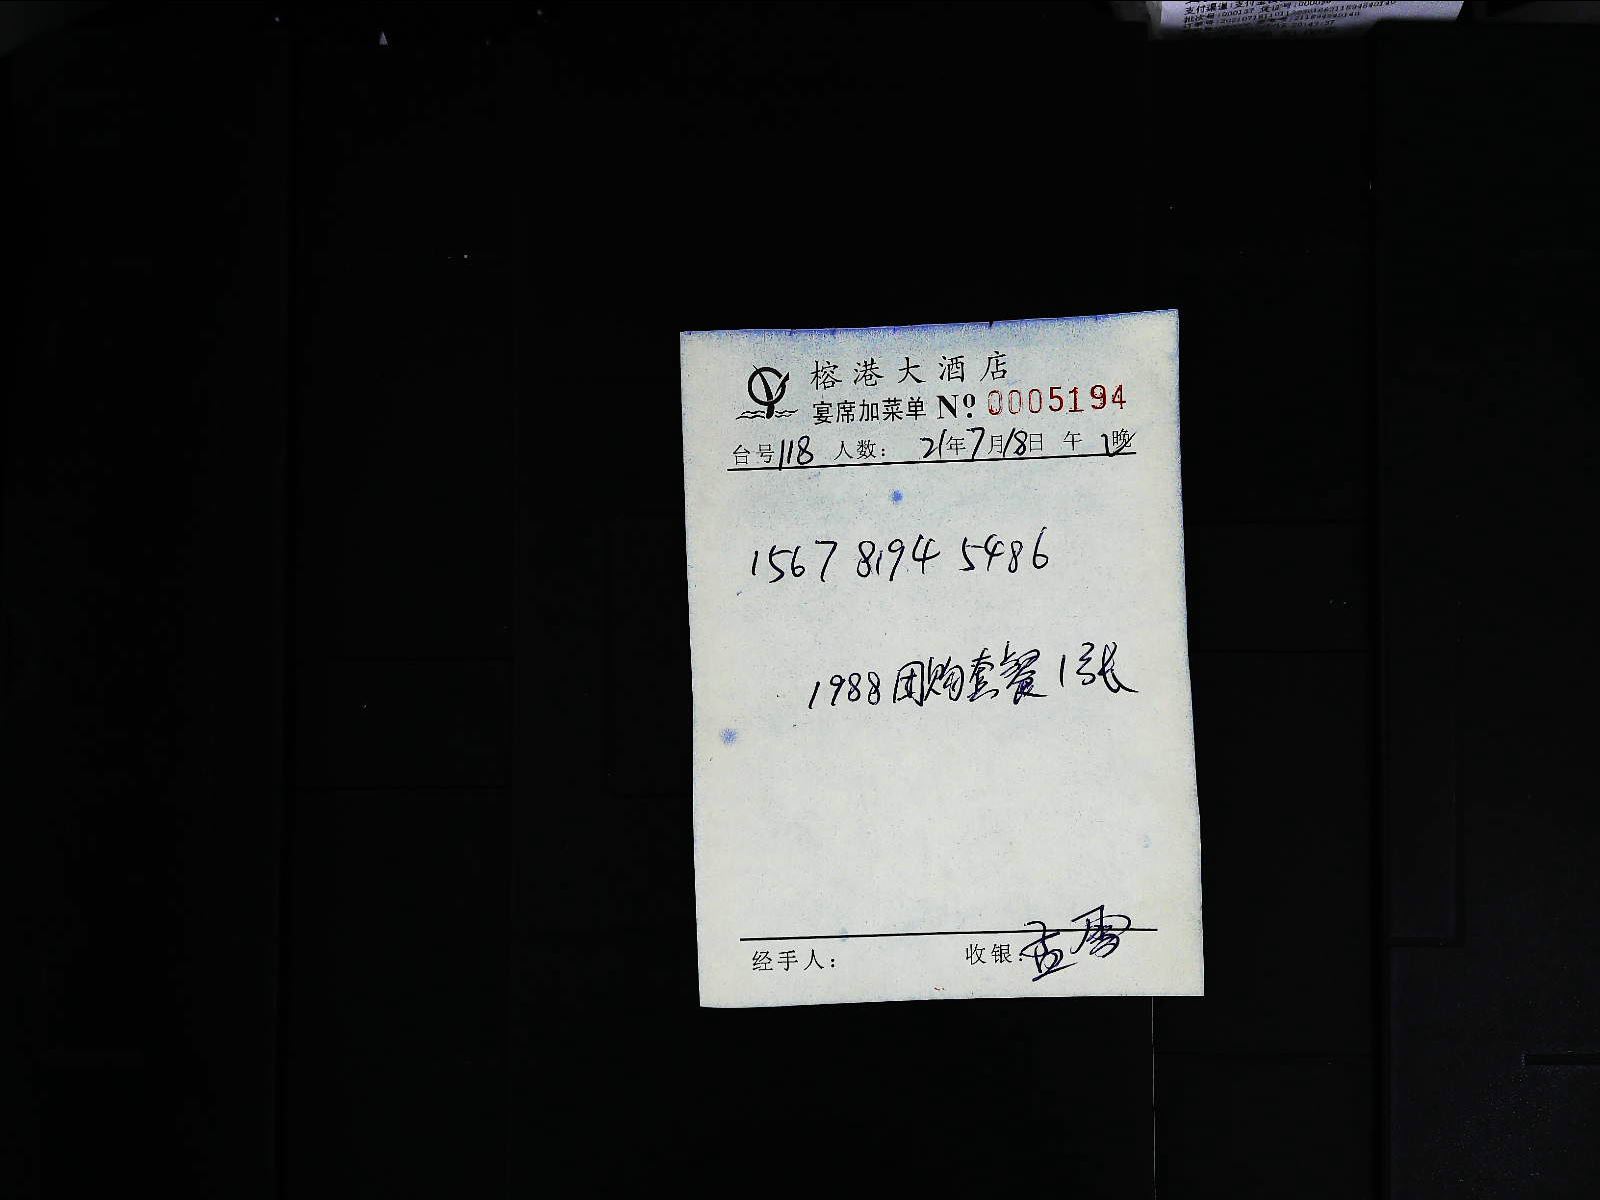 榕港大酒店
宴席加菜单 Nº 0005194
台号118 人数： 21年7月18日 午 晚
1567 8194 5486
1988团购套餐1张
经手人： 收银：孟雪